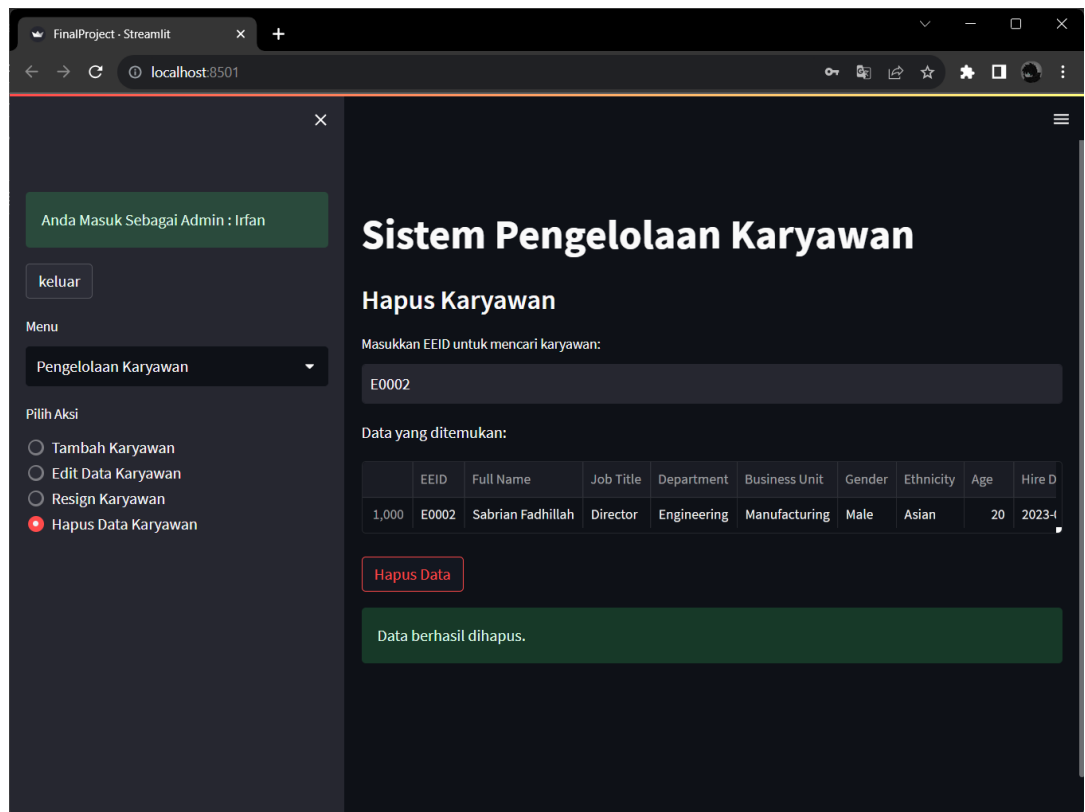 FinalProject · Streamlit
localhost:8501
Anda Masuk Sebagai Admin : Irfan
keluar
Menu
Pengelolaan Karyawan
Pilih Aksi
Tambah Karyawan
Edit Data Karyawan
Resign Karyawan
Hapus Data Karyawan
Sistem Pengelolaan Karyawan
Hapus Karyawan
Masukkan EEID untuk mencari karyawan:
E0002
Data yang ditemukan:
EEID Full Name Job Title Department Business Unit Gender Ethnicity Age Hire D
1,000 E0002 Sabrian Fadhillah Director Engineering Manufacturing Male Asian 20 2023-
Hapus Data
Data berhasil dihapus.